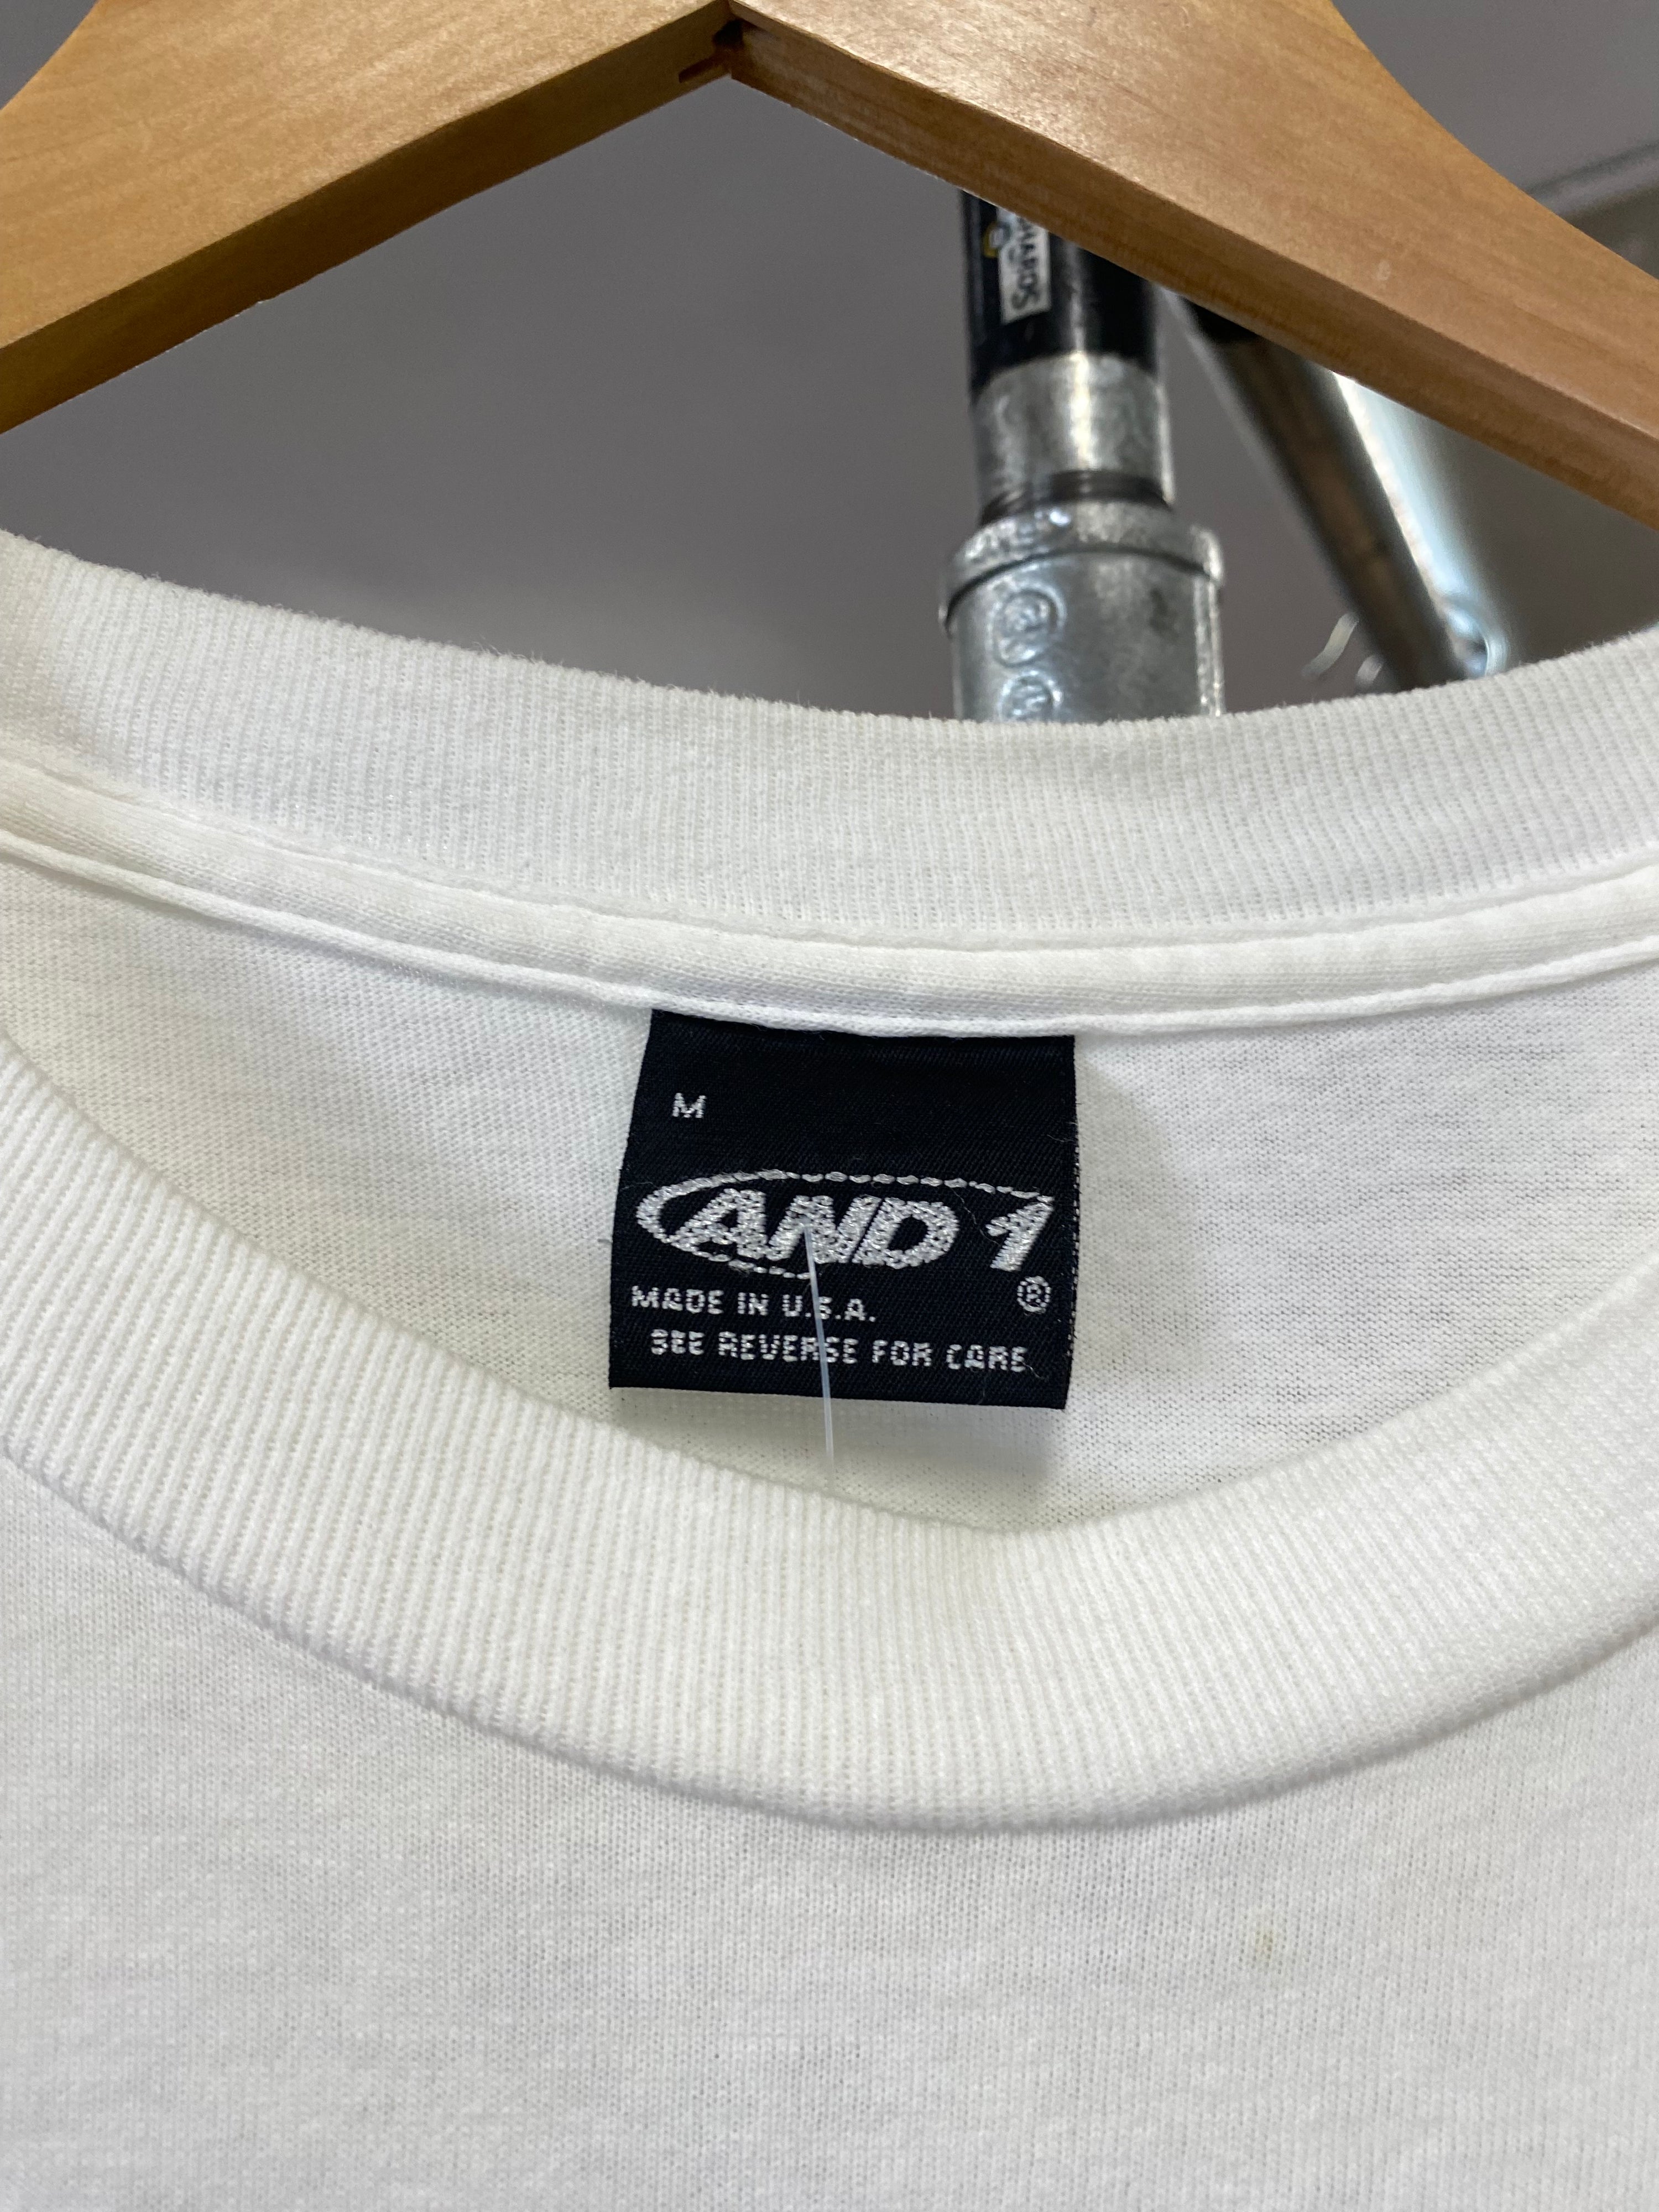 M
AND 1
®
MADE IN U.S.A.
SEE REVERSE FOR CARE